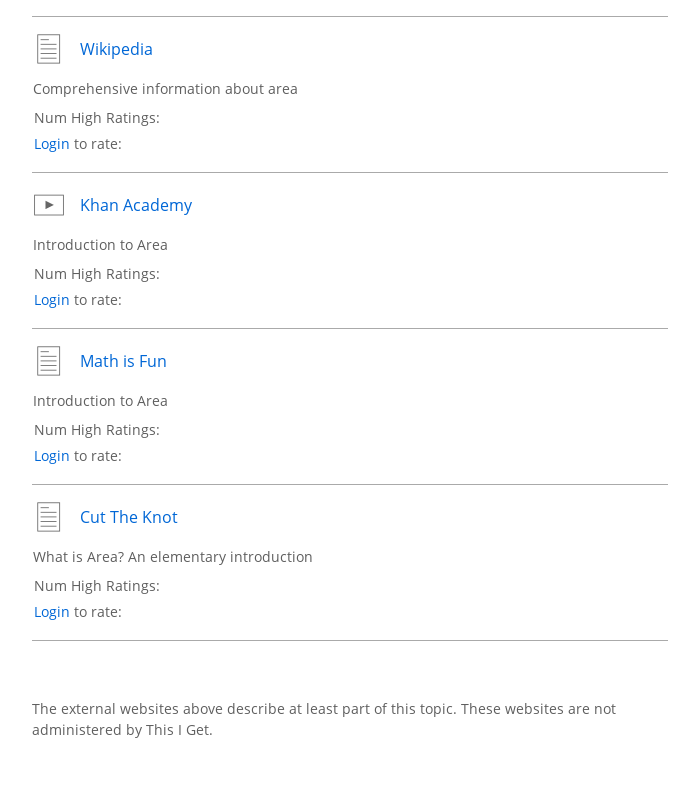 Wikipedia
Comprehensive information about area
Num High Ratings:
Login to rate:
Khan Academy
Introduction to Area
Num High Ratings:
Login to rate:
Math is Fun
Introduction to Area
Num High Ratings:
Login to rate:
Cut The Knot
What is Area? An elementary introduction
Num High Ratings:
Login to rate:
The external websites above describe at least part of this topic. These websites are not
administered by This I Get.